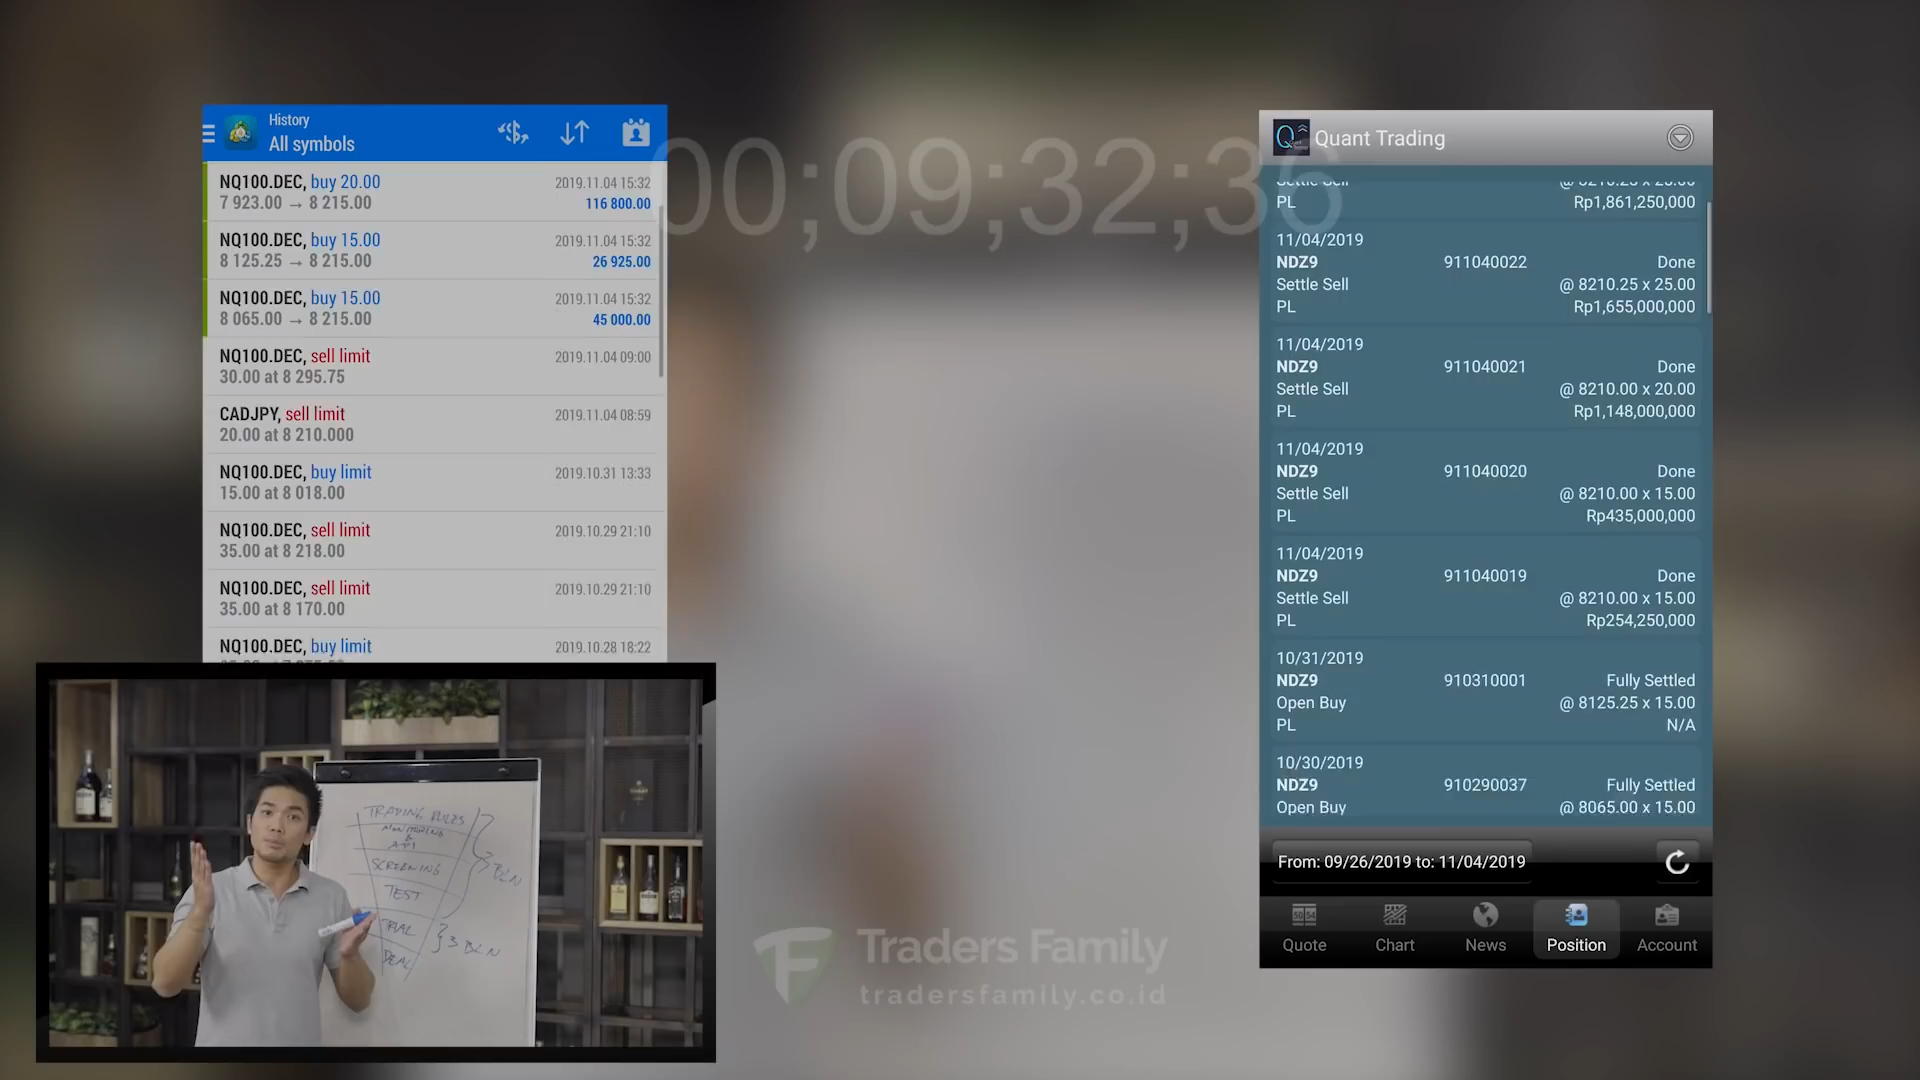 History
All symbols
NQ100.DEC, buy 20.00
2019.11.04 15:32
7 923.00 → 8 215.00
116 800.00
NQ100.DEC, buy 15.00
2019.11.04 15:32
8 125.25 → 8 215.00
26 925.00
NQ100.DEC, buy 15.00
2019.11.04 15:32
8 065.00 → 8 215.00
45 000.00
NQ100.DEC, sell limit
2019.11.04 09:00
30.00 at 8 295.75
CADJPY, sell limit
2019.11.04 08:59
20.00 at 8 210.000
NQ100.DEC, buy limit
2019.10.31 13:33
15.00 at 8 018.00
NQ100.DEC, sell limit
2019.10.29 21:10
35.00 at 8 218.00
NQ100.DEC, sell limit
2019.10.29 21:10
35.00 at 8 170.00
NQ100.DEC, buy limit
2019.10.28 18:22
00;09;32;36
Quant Trading
Settle Sell
PL
Rp1,861,250,000
11/04/2019
NDZ9 911040022 Done
Settle Sell @ 8210.25 x 25.00
PL Rp1,655,000,000
11/04/2019
NDZ9 911040021 Done
Settle Sell @ 8210.00 x 20.00
PL Rp1,148,000,000
11/04/2019
NDZ9 911040020 Done
Settle Sell @ 8210.00 x 15.00
PL Rp435,000,000
11/04/2019
NDZ9 911040019 Done
Settle Sell @ 8210.00 x 15.00
PL Rp254,250,000
10/31/2019
NDZ9 910310001 Fully Settled
Open Buy @ 8125.25 x 15.00
PL N/A
10/30/2019
NDZ9 910290037 Fully Settled
Open Buy @ 8065.00 x 15.00
From: 09/26/2019 to: 11/04/2019
Quote Chart News Position Account
TRADING RULES
SCREENING
TEST
TRIAL
DEAL
BLN
3 BLN
Traders Family
tradersfamily.co.id